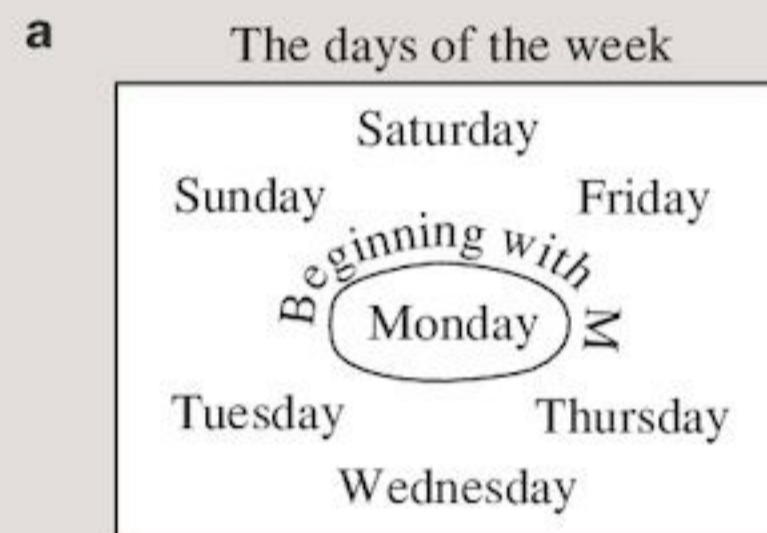 a
The days of the week
Saturday
Sunday
Friday
Beginning with M
Monday
Tuesday
Thursday
Wednesday